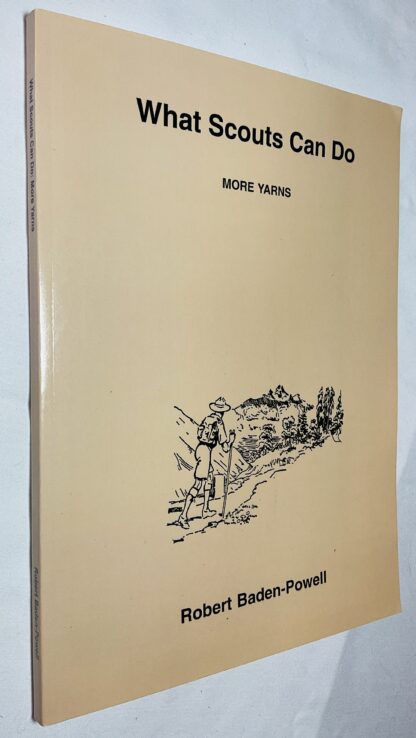 What Scouts Can Do
MORE YARNS
Robert Baden-Powell
What Scouts Can Do: More Yarns
Robert Baden-Powell